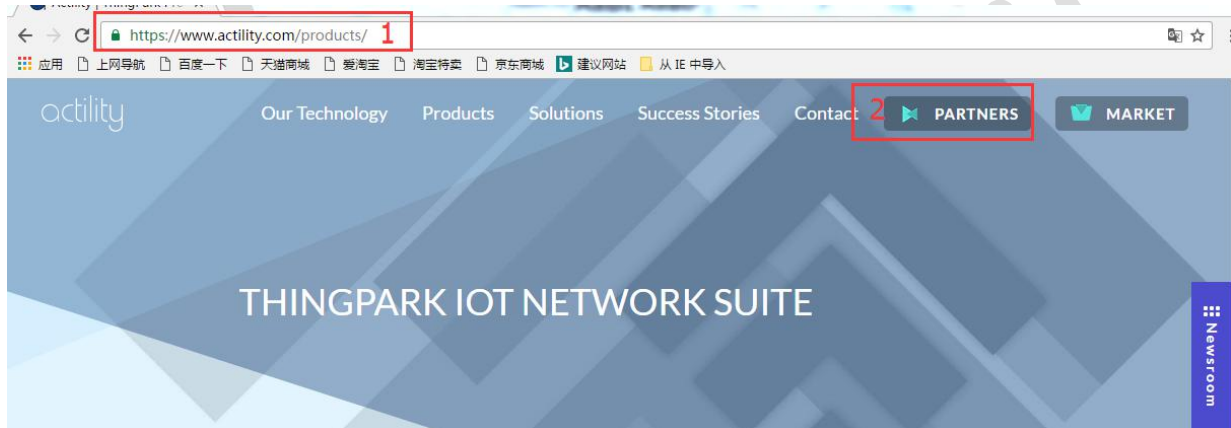 https://www.actility.com/products/ 1
应用 上网导航 百度一下 天猫商城 爱淘宝 淘宝特卖 京东商城 建议网站 从 IE 中导入
actility Our Technology Products Solutions Success Stories Contact 2 PARTNERS MARKET
THINGPARK IOT NETWORK SUITE
Newsroom